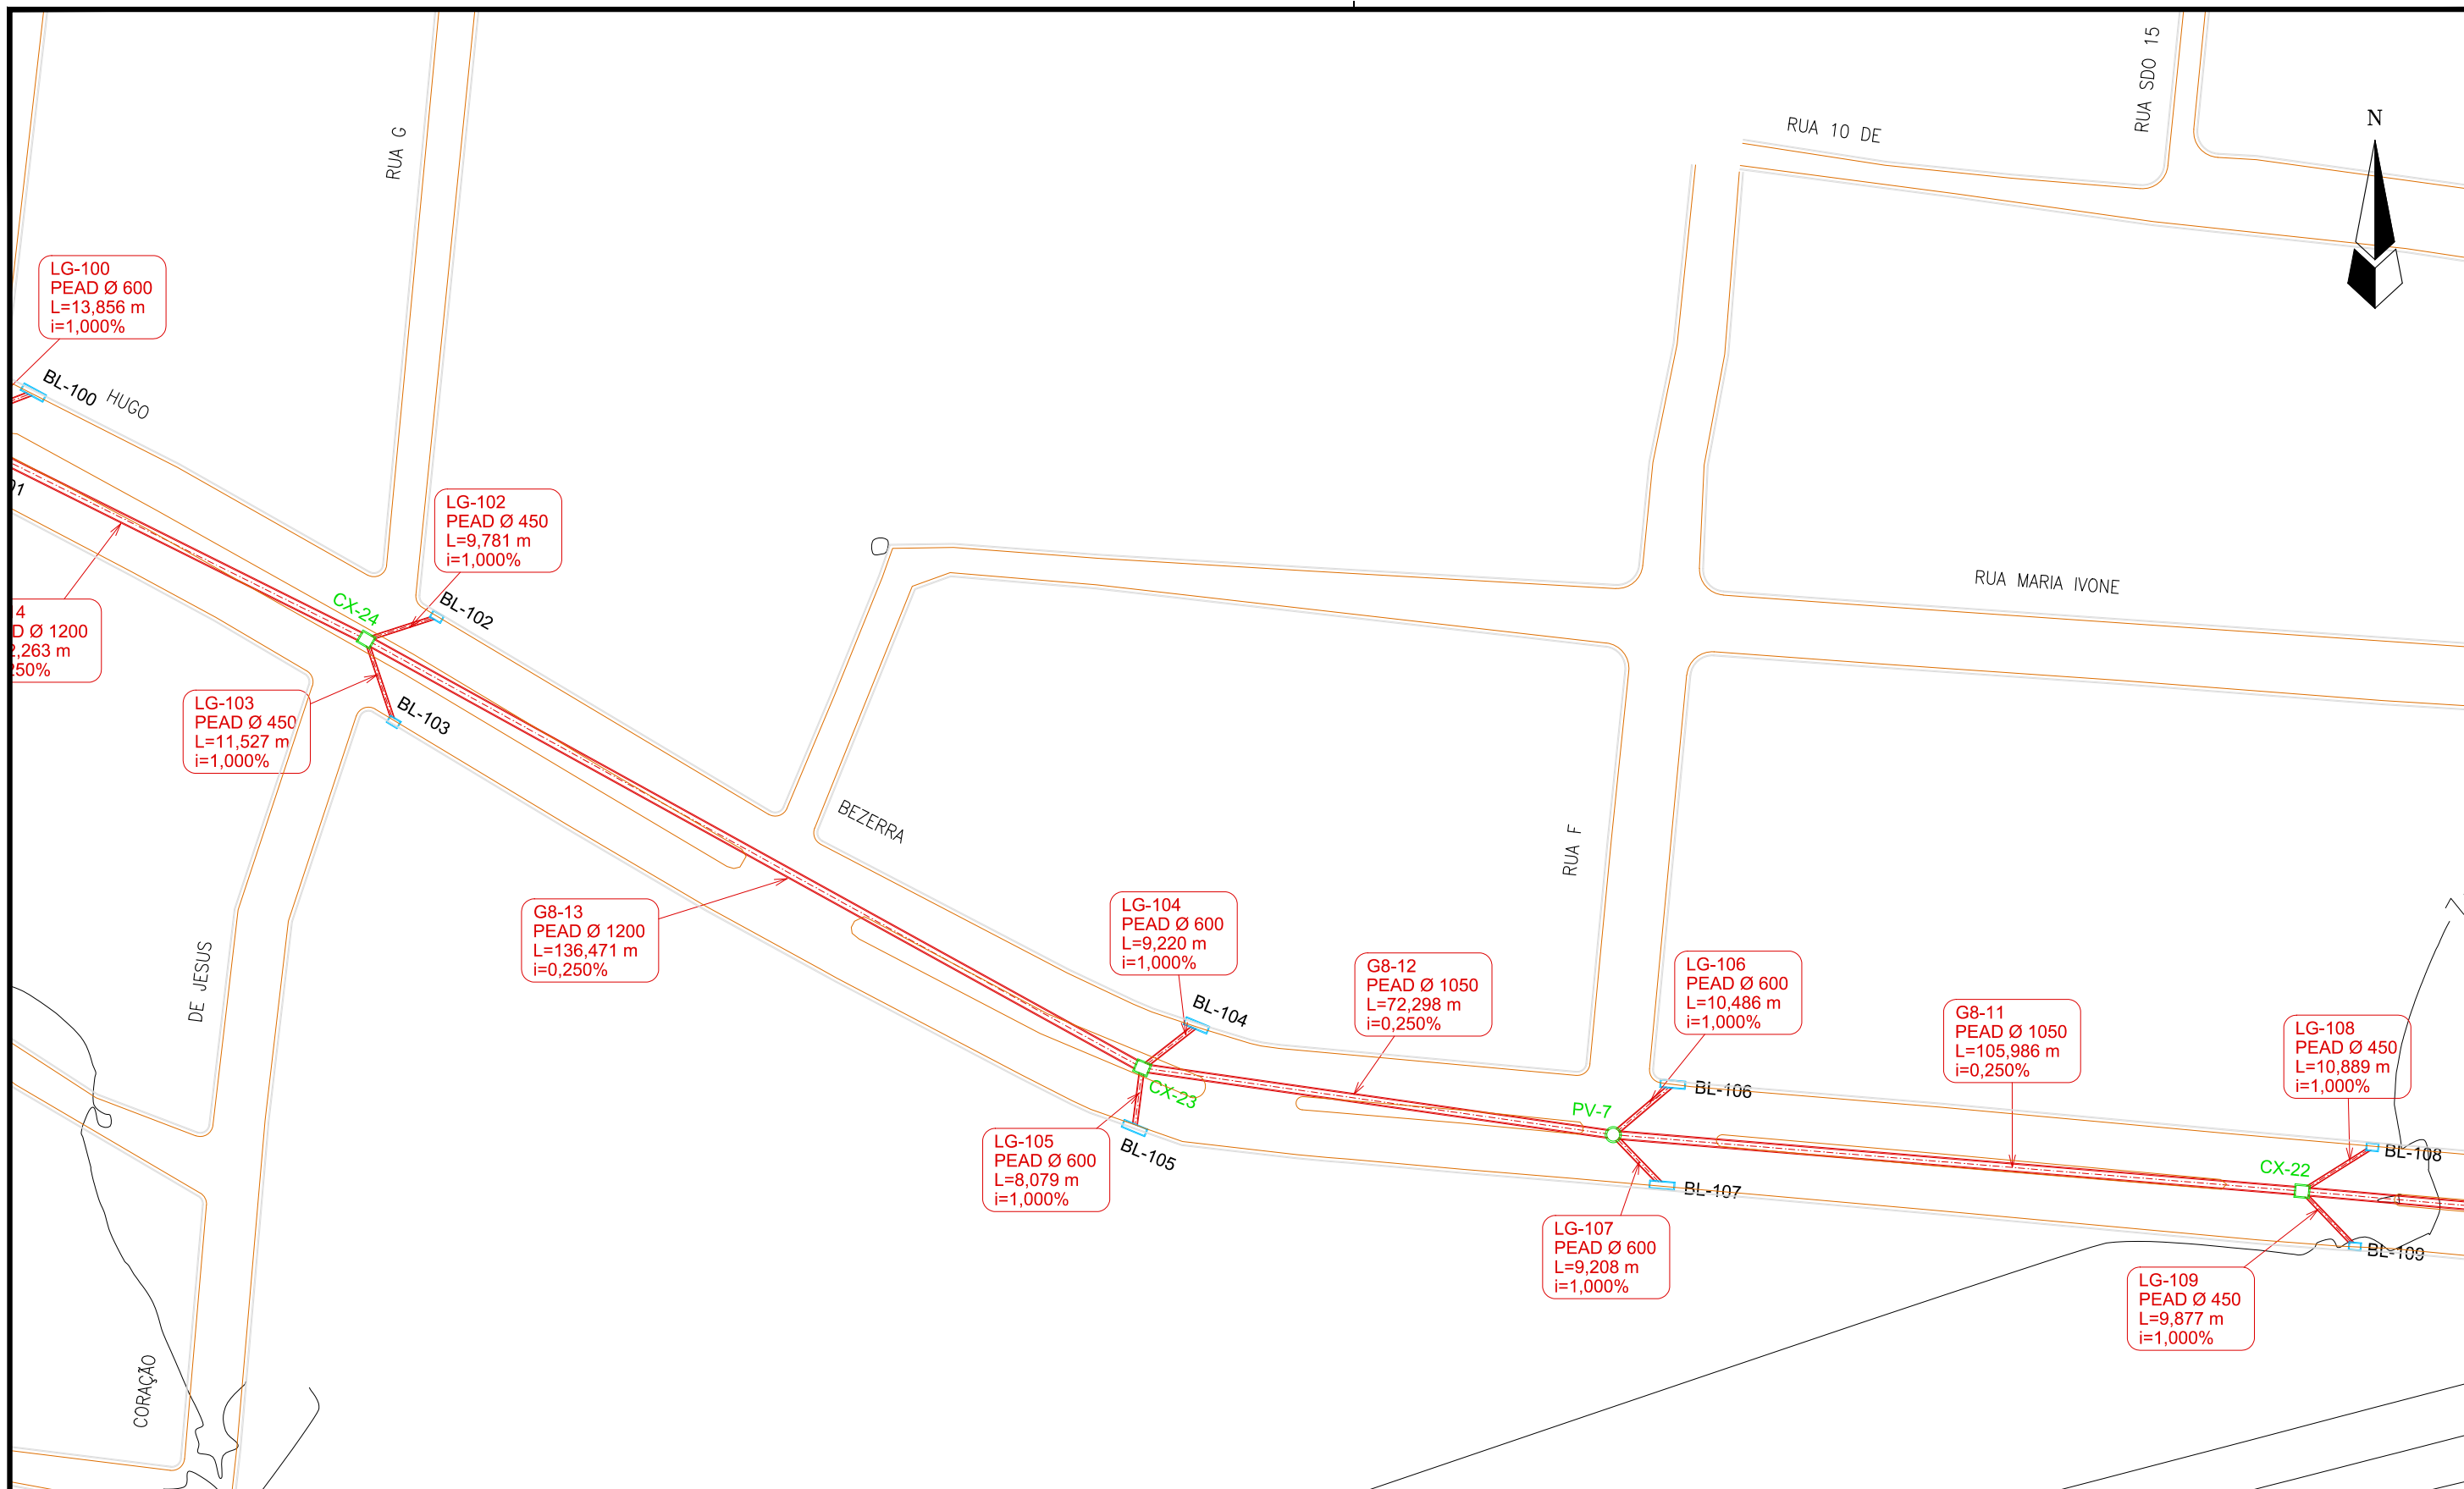 RUA SDO 15
RUA 10 DE
N
RUA G
LG-100
PEAD Ø 600
L=13,856 m
i=1,000%
BL-100
HUGO
LG-102
PEAD Ø 450
L=9,781 m
i=1,000%
RUA MARIA IVONE
CX-24
BL-102
4
Ø 1200
,263 m
50%
LG-103
PEAD Ø 450
L=11,527 m
i=1,000%
BL-103
BEZERRA
RUA F
G8-13
PEAD Ø 1200
L=136,471 m
i=0,250%
LG-104
PEAD Ø 600
L=9,220 m
i=1,000%
BL-104
G8-12
PEAD Ø 1050
L=72,298 m
i=0,250%
LG-106
PEAD Ø 600
L=10,486 m
i=1,000%
BL-106
G8-11
PEAD Ø 1050
L=105,986 m
i=0,250%
LG-108
PEAD Ø 450
L=10,889 m
i=1,000%
BL-108
DE JESUS
CX-23
PV-7
LG-105
PEAD Ø 600
L=8,079 m
i=1,000%
BL-105
CX-22
BL-107
LG-107
PEAD Ø 600
L=9,208 m
i=1,000%
BL-109
LG-109
PEAD Ø 450
L=9,877 m
i=1,000%
CORAÇÃO